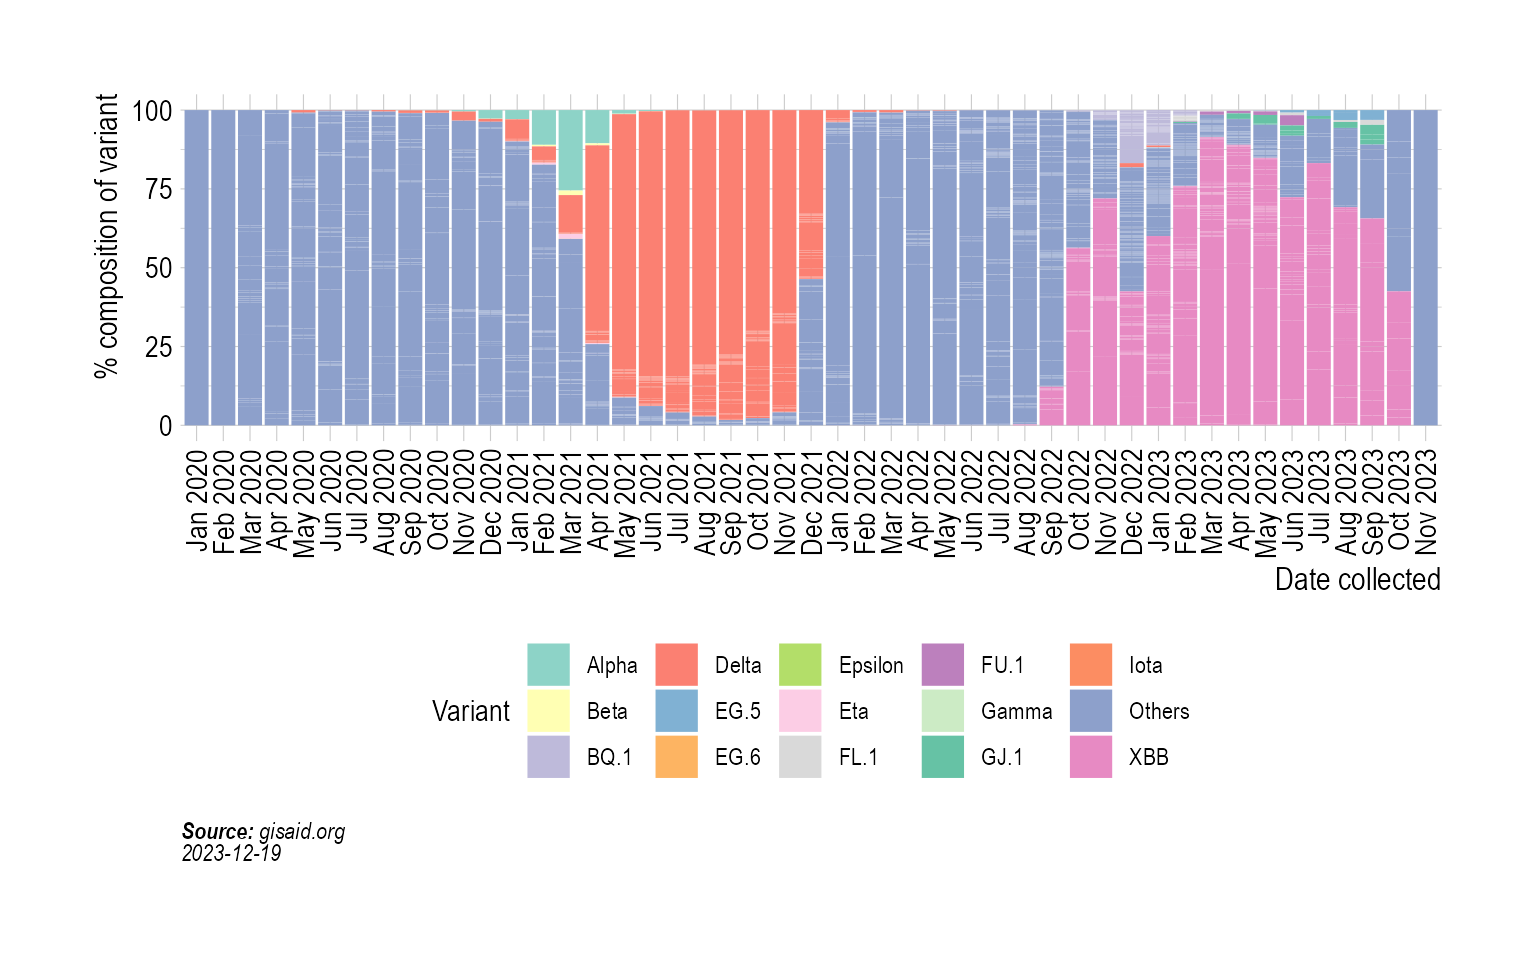 % composition of variant
100
75
50
25
0
Jan 2020
Feb 2020
Mar 2020
Apr 2020
May 2020
Jun 2020
Jul 2020
Aug 2020
Sep 2020
Oct 2020
Nov 2020
Dec 2020
Jan 2021
Feb 2021
Mar 2021
Apr 2021
May 2021
Jun 2021
Jul 2021
Aug 2021
Sep 2021
Oct 2021
Nov 2021
Dec 2021
Jan 2022
Feb 2022
Mar 2022
Apr 2022
May 2022
Jun 2022
Jul 2022
Aug 2022
Sep 2022
Oct 2022
Nov 2022
Dec 2022
Jan 2023
Feb 2023
Mar 2023
Apr 2023
May 2023
Jun 2023
Jul 2023
Aug 2023
Sep 2023
Oct 2023
Nov 2023
Date collected
Variant
Alpha
Beta
BQ.1
Delta
EG.5
EG.6
Epsilon
Eta
FL.1
FU.1
Gamma
GJ.1
Iota
Others
XBB
Source: gisaid.org
2023-12-19